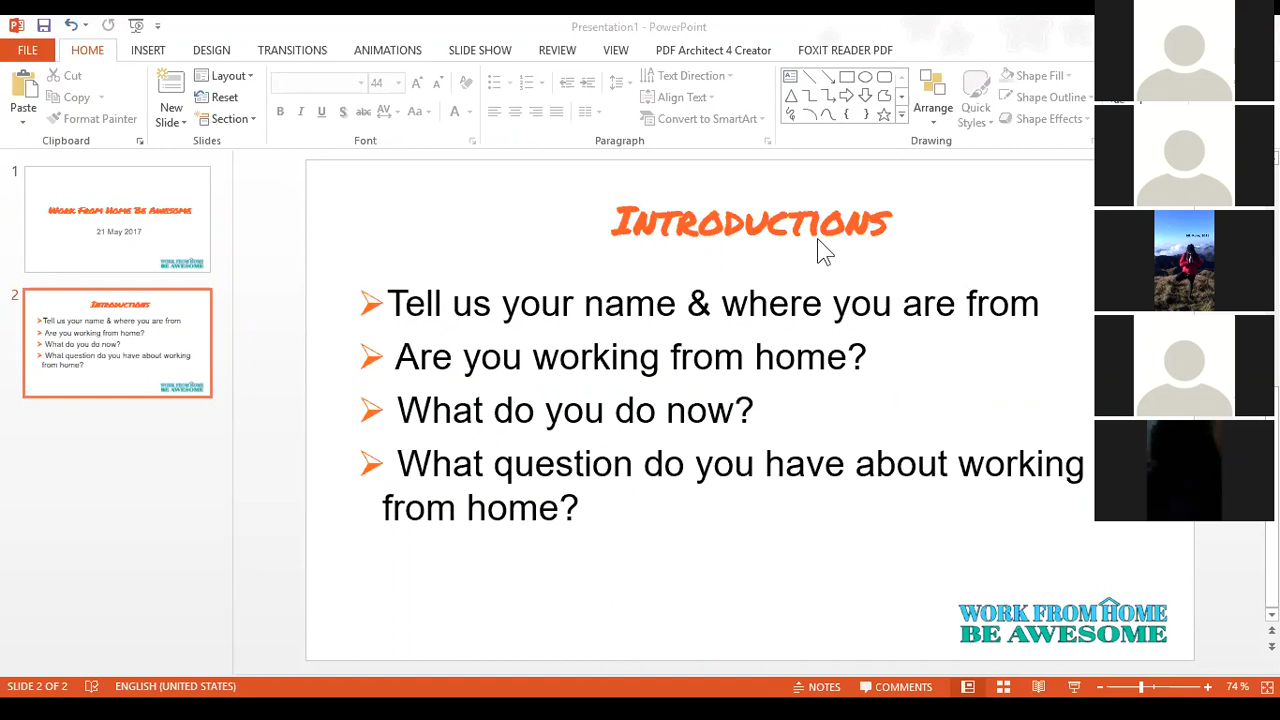 Presentation1 - PowerPoint
FILE HOME INSERT DESIGN TRANSITIONS ANIMATIONS SLIDE SHOW REVIEW VIEW PDF Architect 4 Creator FOXIT READER PDF
Paste
Cut
Copy
Format Painter
Clipboard
New
Slide
Layout
Reset
Section
Slides
44
B I U S abc AV Aa A
Font
Text Direction
Align Text
Convert to SmartArt
Paragraph
Arrange
Quick
Styles
Shape Fill
Shape Outline
Shape Effects
Drawing
1
Work From Home Be Awesome
21 May 2017
WORK FROM HOME
BE AWESOME
2
Introductions
Tell us your name & where you are from
Are you working from home?
What do you do now?
What question do you have about working
from home?
WORK FROM HOME
BE AWESOME
Introductions
Tell us your name & where you are from
Are you working from home?
What do you do now?
What question do you have about working
from home?
WORK FROM HOME
BE AWESOME
SLIDE 2 OF 2 ENGLISH (UNITED STATES) NOTES COMMENTS 74 %